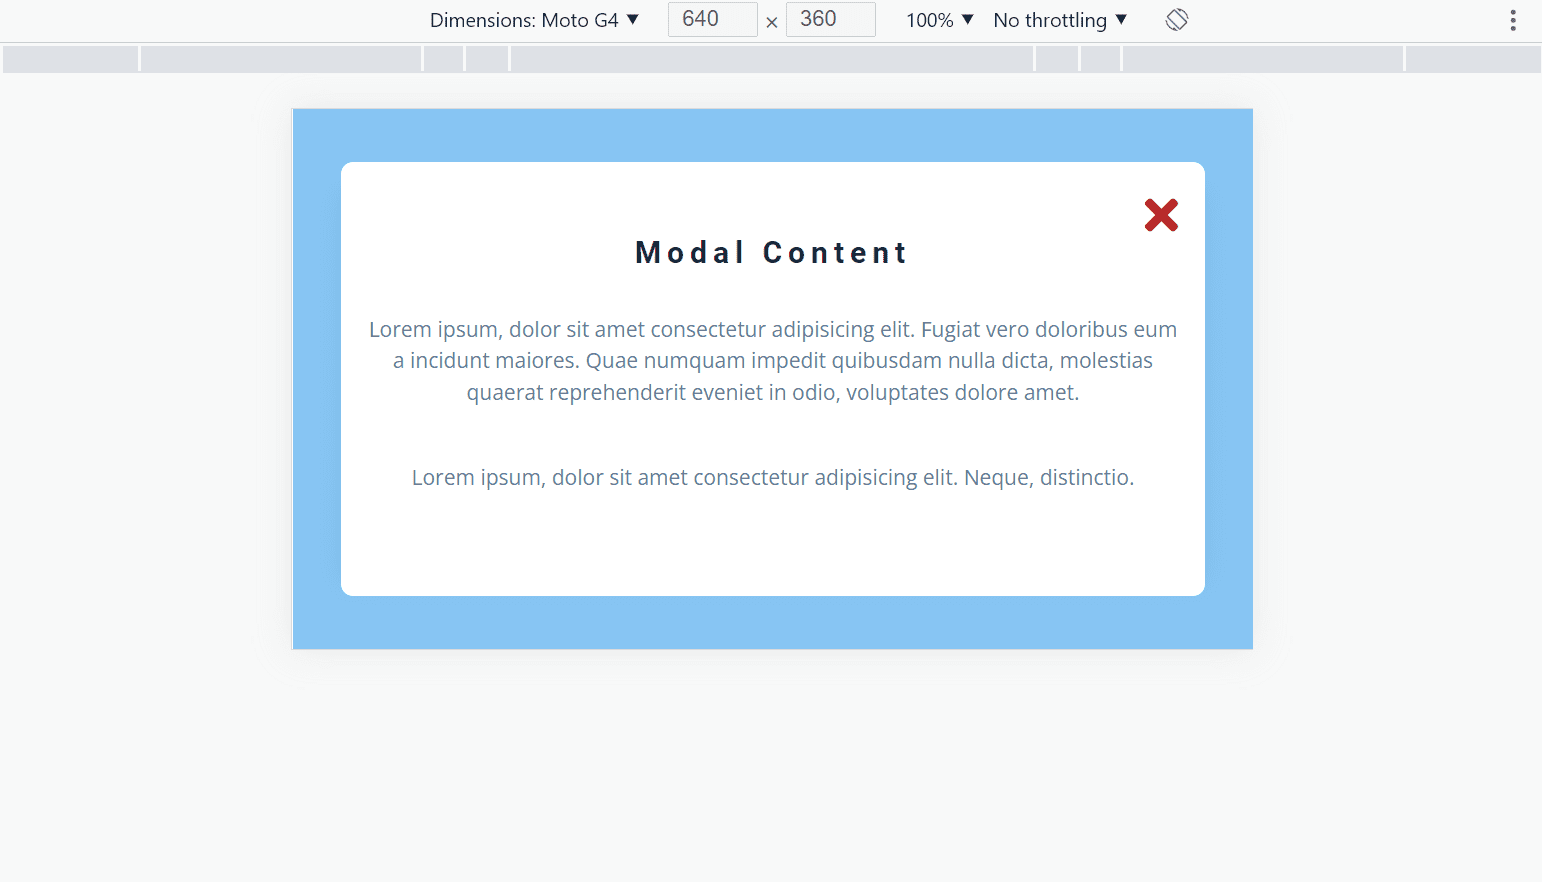 Dimensions: Moto G4 ▼ 640 × 360 100% ▼ No throttling ▼
Modal Content
Lorem ipsum, dolor sit amet consectetur adipisicing elit. Fugiat vero doloribus eum
a incidunt maiores. Quae numquam impedit quibusdam nulla dicta, molestias
quaerat reprehenderit eveniet in odio, voluptates dolore amet.
Lorem ipsum, dolor sit amet consectetur adipisicing elit. Neque, distinctio.